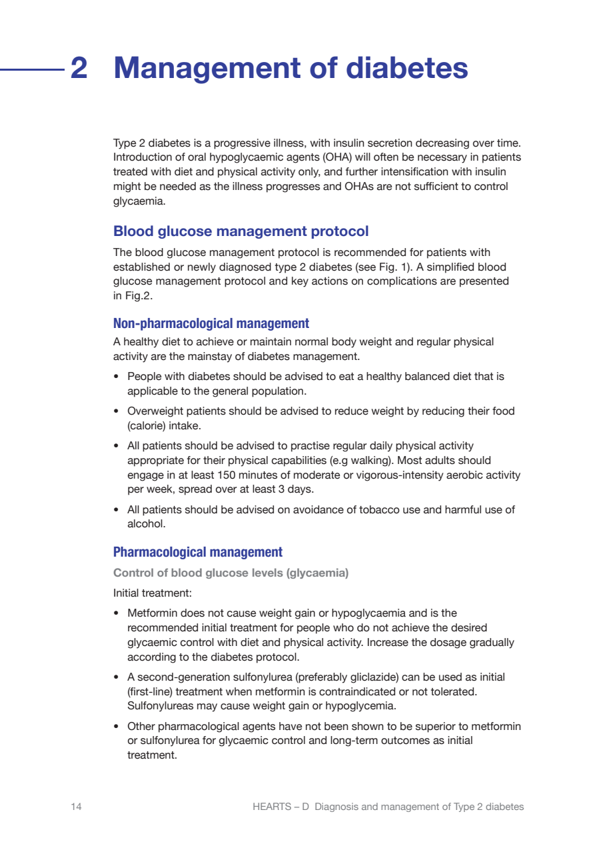 2 Management of diabetes
Type 2 diabetes is a progressive illness, with insulin secretion decreasing over time.
Introduction of oral hypoglycaemic agents (OHA) will often be necessary in patients
treated with diet and physical activity only, and further intensification with insulin
might be needed as the illness progresses and OHAs are not sufficient to control
glycaemia.
Blood glucose management protocol
The blood glucose management protocol is recommended for patients with
established or newly diagnosed type 2 diabetes (see Fig. 1). A simplified blood
glucose management protocol and key actions on complications are presented
in Fig.2.
Non-pharmacological management
A healthy diet to achieve or maintain normal body weight and regular physical
activity are the mainstay of diabetes management.
• People with diabetes should be advised to eat a healthy balanced diet that is
applicable to the general population.
• Overweight patients should be advised to reduce weight by reducing their food
(calorie) intake.
• All patients should be advised to practise regular daily physical activity
appropriate for their physical capabilities (e.g walking). Most adults should
engage in at least 150 minutes of moderate or vigorous-intensity aerobic activity
per week, spread over at least 3 days.
• All patients should be advised on avoidance of tobacco use and harmful use of
alcohol.
Pharmacological management
Control of blood glucose levels (glycaemia)
Initial treatment:
• Metformin does not cause weight gain or hypoglycaemia and is the
recommended initial treatment for people who do not achieve the desired
glycaemic control with diet and physical activity. Increase the dosage gradually
according to the diabetes protocol.
• A second-generation sulfonylurea (preferably gliclazide) can be used as initial
(first-line) treatment when metformin is contraindicated or not tolerated.
Sulfonylureas may cause weight gain or hypoglycemia.
• Other pharmacological agents have not been shown to be superior to metformin
or sulfonylurea for glycaemic control and long-term outcomes as initial
treatment.
14 HEARTS – D Diagnosis and management of Type 2 diabetes